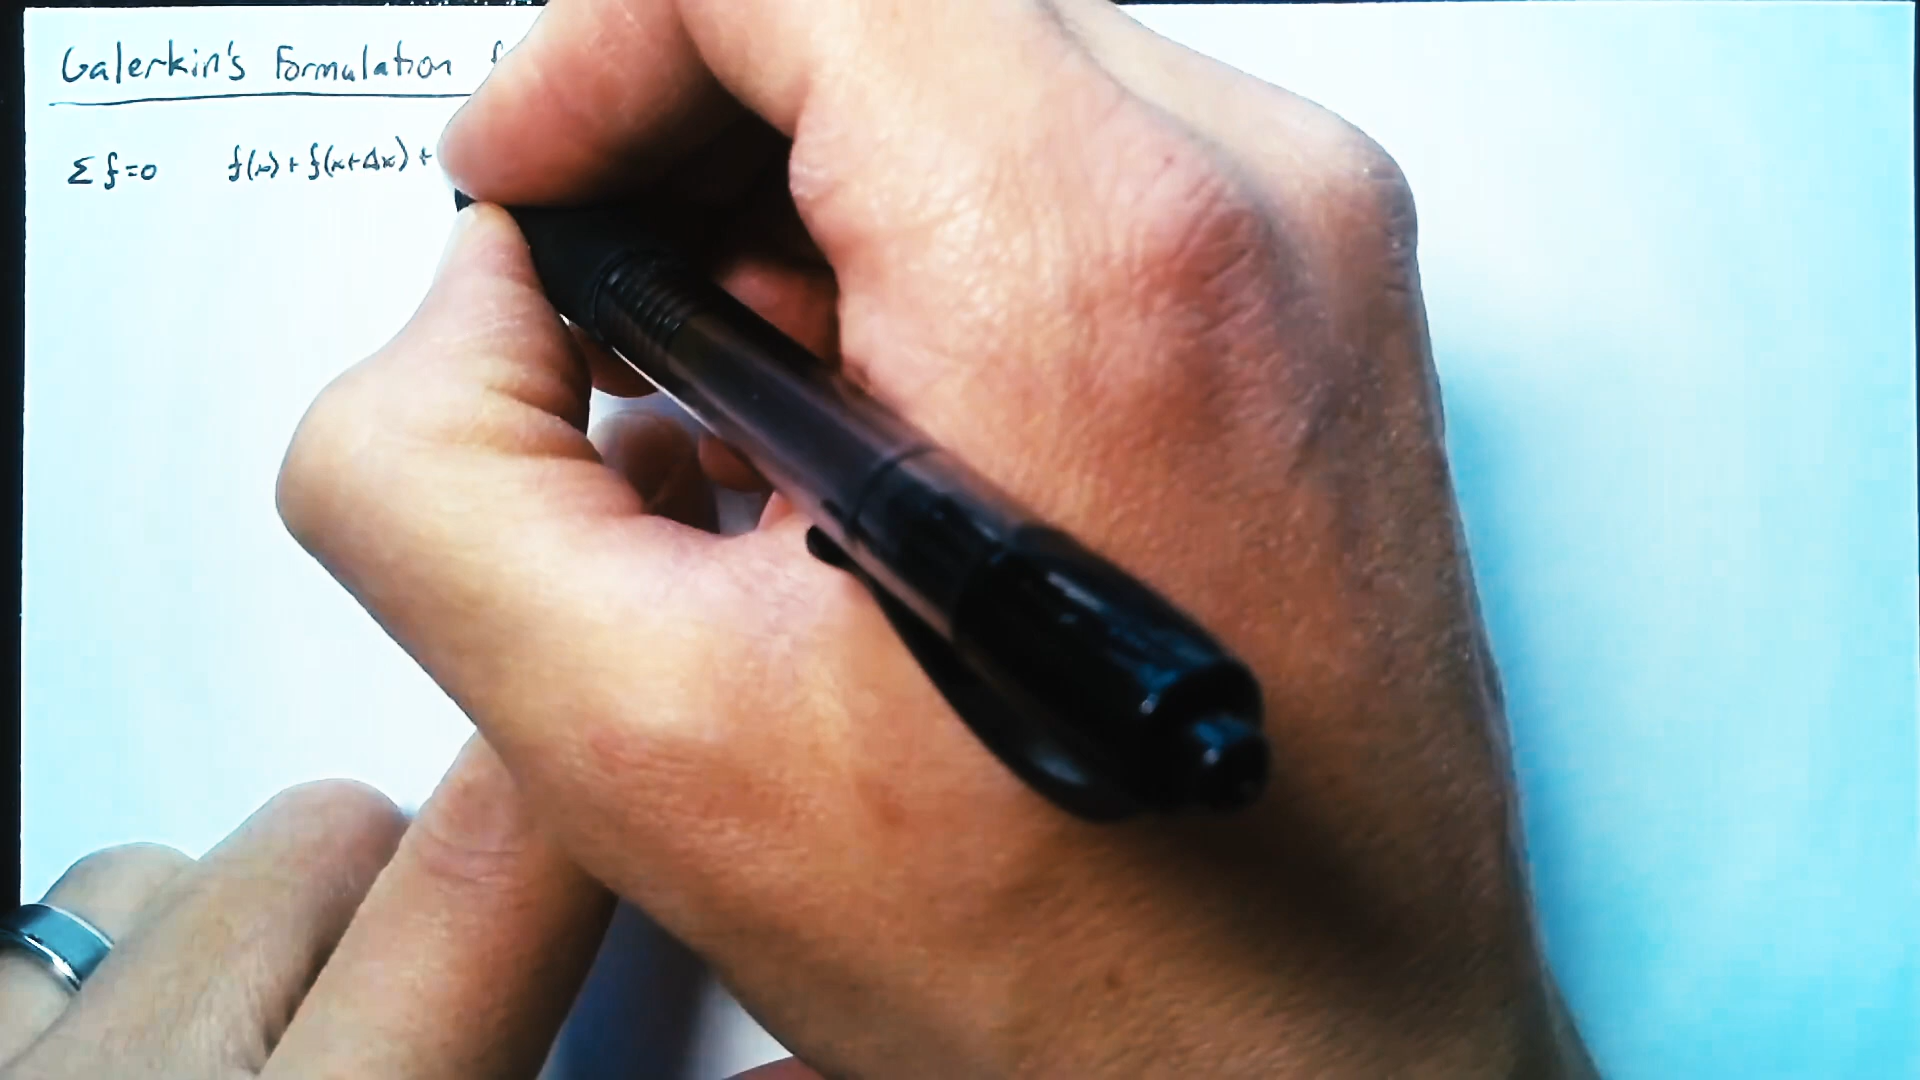 Galerkin's Formulation
Σf=0 f(x)+f(x+Δx)+